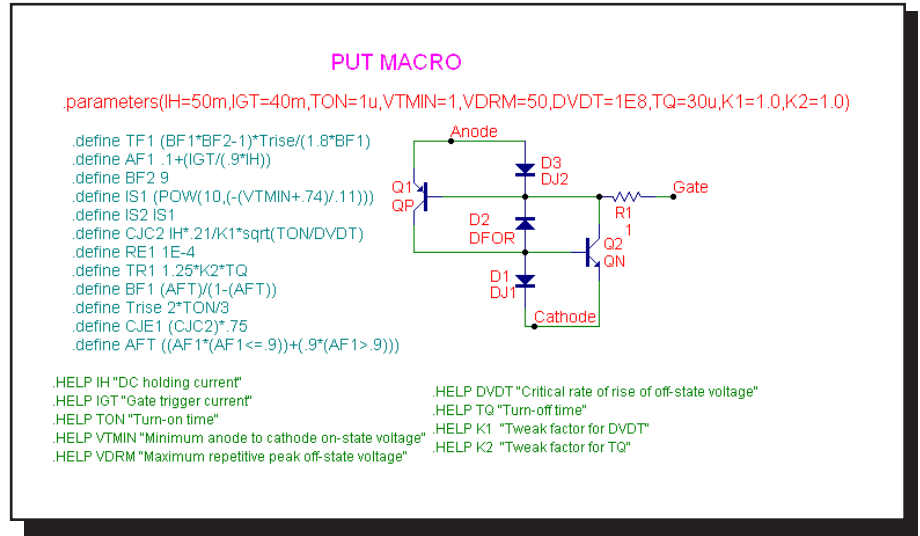 PUT MACRO
.parameters(IH=50m,IGT=40m,TON=1u,VTMIN=1,VDRM=50,DVDT=1E8,TQ=30u,K1=1.0,K2=1.0)
.define TF1 (BF1*BF2-1)*Trise/(1.8*BF1)
.define AF1 .1+(IGT/(.9*IH))
.define BF2 9
.define IS1 (POW(10,(-(VTMIN+.74)/.11)))
.define IS2 IS1
.define CJC2 IH*.21/K1*sqrt(TON/DVDT)
.define RE1 1E-4
.define TR1 1.25*K2*TQ
.define BF1 (AFT)/(1-(AFT))
.define Trise 2*TON/3
.define CJE1 (CJC2)*.75
.define AFT ((AF1*(AF1<=.9))+(.9*(AF1>.9)))
Anode
D3
DJ2
Q1
QP
Gate
R1
1
D2
DFOR
Q2
QN
D1
DJ1
Cathode
.HELP IH "DC holding current"
.HELP IGT "Gate trigger current"
.HELP TON "Turn-on time"
.HELP VTMIN "Minimum anode to cathode on-state voltage"
.HELP VDRM "Maximum repetitive peak off-state voltage"
.HELP DVDT "Critical rate of rise of off-state voltage"
.HELP TQ "Turn-off time"
.HELP K1 "Tweak factor for DVDT"
.HELP K2 "Tweak factor for TQ"